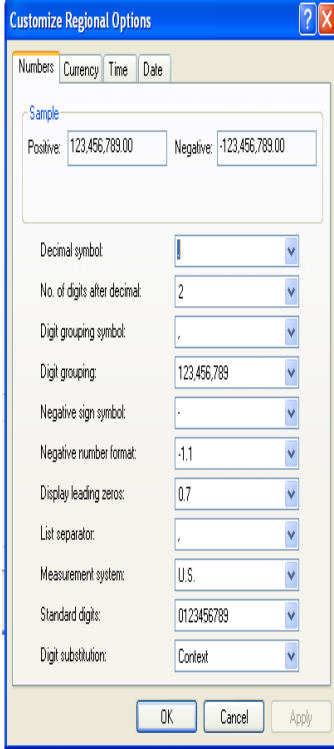 Customize Regional Options
Numbers Currency Time Date
Sample
Positive: 123,456,789.00 Negative: -123,456,789.00
Decimal symbol: .
No. of digits after decimal: 2
Digit grouping symbol: ,
Digit grouping: 123,456,789
Negative sign symbol: -
Negative number format: -1.1
Display leading zeros: 0.7
List separator: ,
Measurement system: U.S.
Standard digits: 0123456789
Digit substitution: Context
OK Cancel Apply